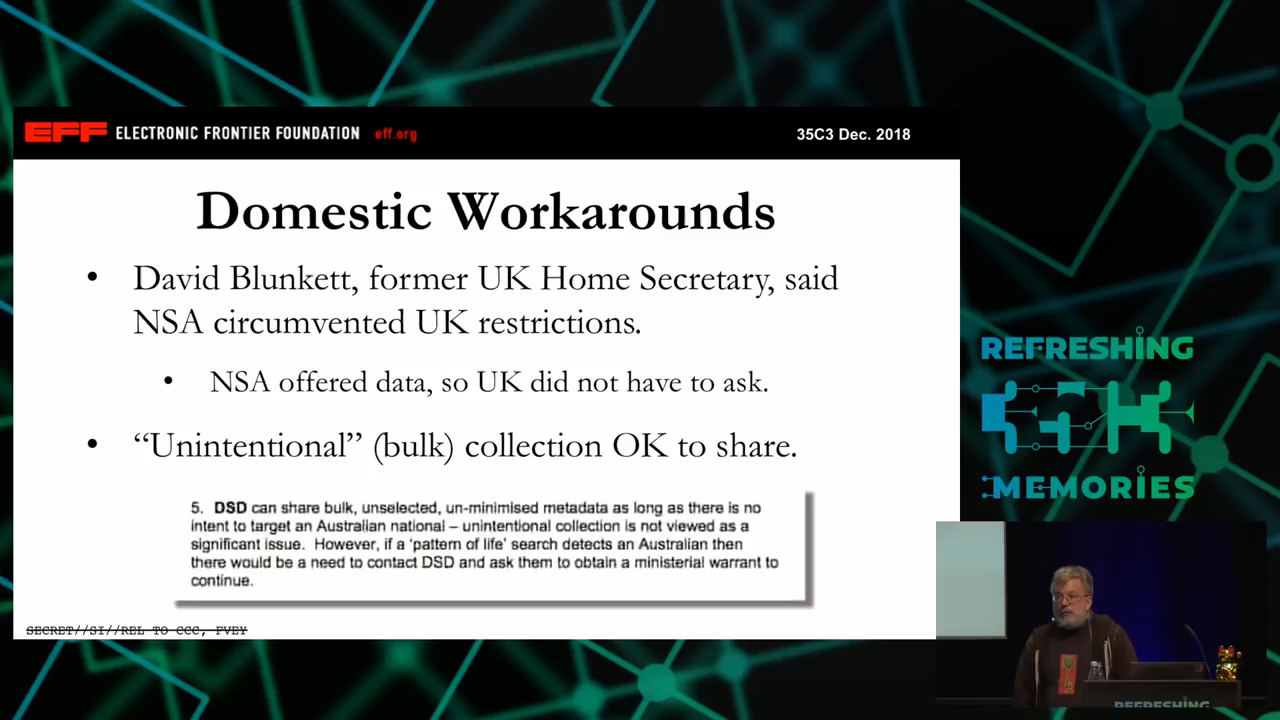 EFF ELECTRONIC FRONTIER FOUNDATION eff.org
35C3 Dec. 2018
Domestic Workarounds
• David Blunkett, former UK Home Secretary, said
NSA circumvented UK restrictions.
• NSA offered data, so UK did not have to ask.
• “Unintentional” (bulk) collection OK to share.
5. DSD can share bulk, unselected, un-minimised metadata as long as there is no
intent to target an Australian national – unintentional collection is not viewed as a
significant issue. However, if a ‘pattern of life’ search detects an Australian then
there would be a need to contact DSD and ask them to obtain a ministerial warrant to
continue.
SECRET//SI//REL TO CCC, FVEY
REFRESHING
MEMORIES
REFRESHING